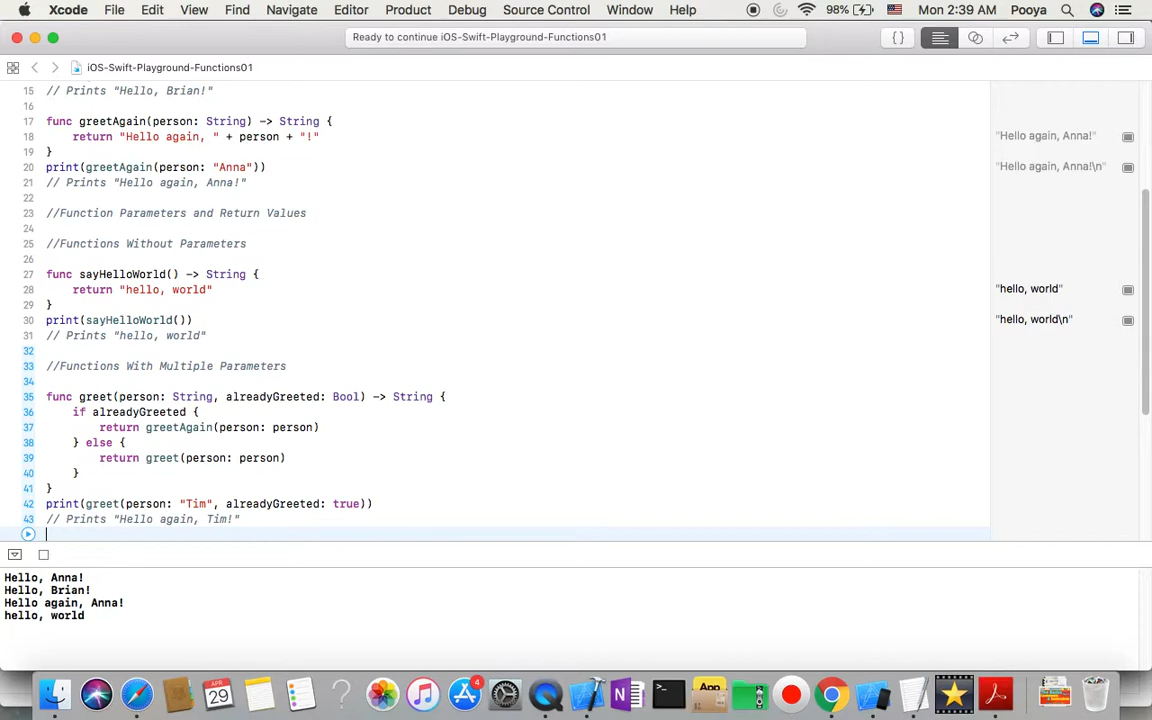 Xcode File Edit View Find Navigate Editor Product Debug Source Control Window Help 98% Mon 2:39 AM Pooya
Ready to continue iOS-Swift-Playground-Functions01
{ }
iOS-Swift-Playground-Functions01
15 // Prints "Hello, Brian!"
16
17 func greetAgain(person: String) -> String {
18 return "Hello again, " + person + "!" "Hello again, Anna!"
19 }
20 print(greetAgain(person: "Anna")) "Hello again, Anna!\n"
21 // Prints "Hello again, Anna!"
22
23 //Function Parameters and Return Values
24
25 //Functions Without Parameters
26
27 func sayHelloWorld() -> String {
28 return "hello, world" "hello, world"
29 }
30 print(sayHelloWorld()) "hello, world\n"
31 // Prints "hello, world"
32
33 //Functions With Multiple Parameters
34
35 func greet(person: String, alreadyGreeted: Bool) -> String {
36 if alreadyGreeted {
37 return greetAgain(person: person)
38 } else {
39 return greet(person: person)
40 }
41 }
42 print(greet(person: "Tim", alreadyGreeted: true))
43 // Prints "Hello again, Tim!"
Hello, Anna!
Hello, Brian!
Hello again, Anna!
hello, world
APR
29
4
App